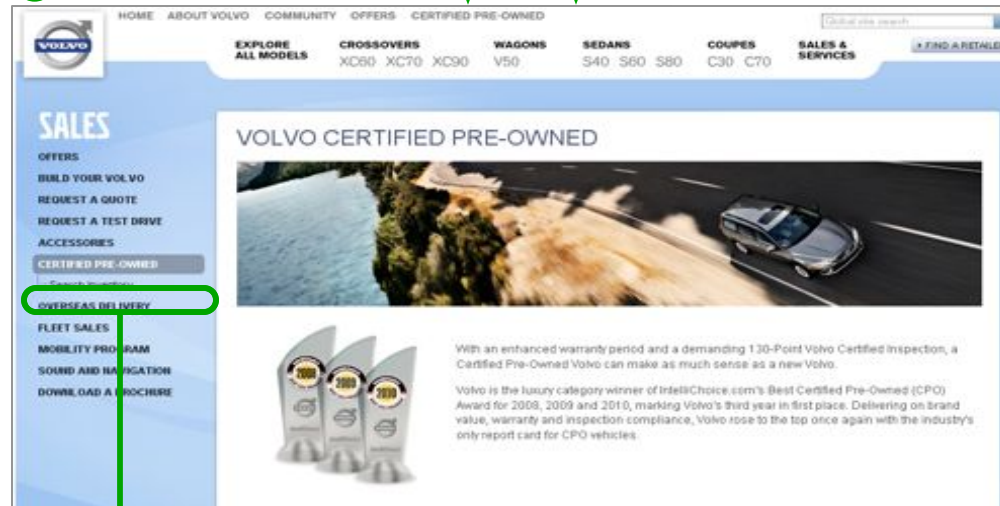 HOME ABOUT VOLVO COMMUNITY OFFERS CERTIFIED PRE-OWNED
Global site search
VOLVO
EXPLORE ALL MODELS
CROSSOVERS
XC60 XC70 XC90
WAGONS
V50
SEDANS
S40 S60 S80
COUPES
C30 C70
SALES & SERVICES
FIND A RETAILE
SALES
OFFERS
BUILD YOUR VOLVO
REQUEST A QUOTE
REQUEST A TEST DRIVE
ACCESSORIES
CERTIFIED PRE-OWNED
Search Inventory
OVERSEAS DELIVERY
FLEET SALES
MOBILITY PROGRAM
SOUND AND NAVIGATION
DOWNLOAD A BROCHURE
VOLVO CERTIFIED PRE-OWNED
2008
2009
2010
With an enhanced warranty period and a demanding 130-Point Volvo Certified Inspection, a
Certified Pre-Owned Volvo can make as much sense as a new Volvo.
Volvo is the luxury category winner of IntelliChoice.com's Best Certified Pre-Owned (CPO)
Award for 2008, 2009 and 2010, marking Volvo's third year in first place. Delivering on brand
value, warranty and inspection compliance, Volvo rose to the top once again with the industry's
only report card for CPO vehicles.